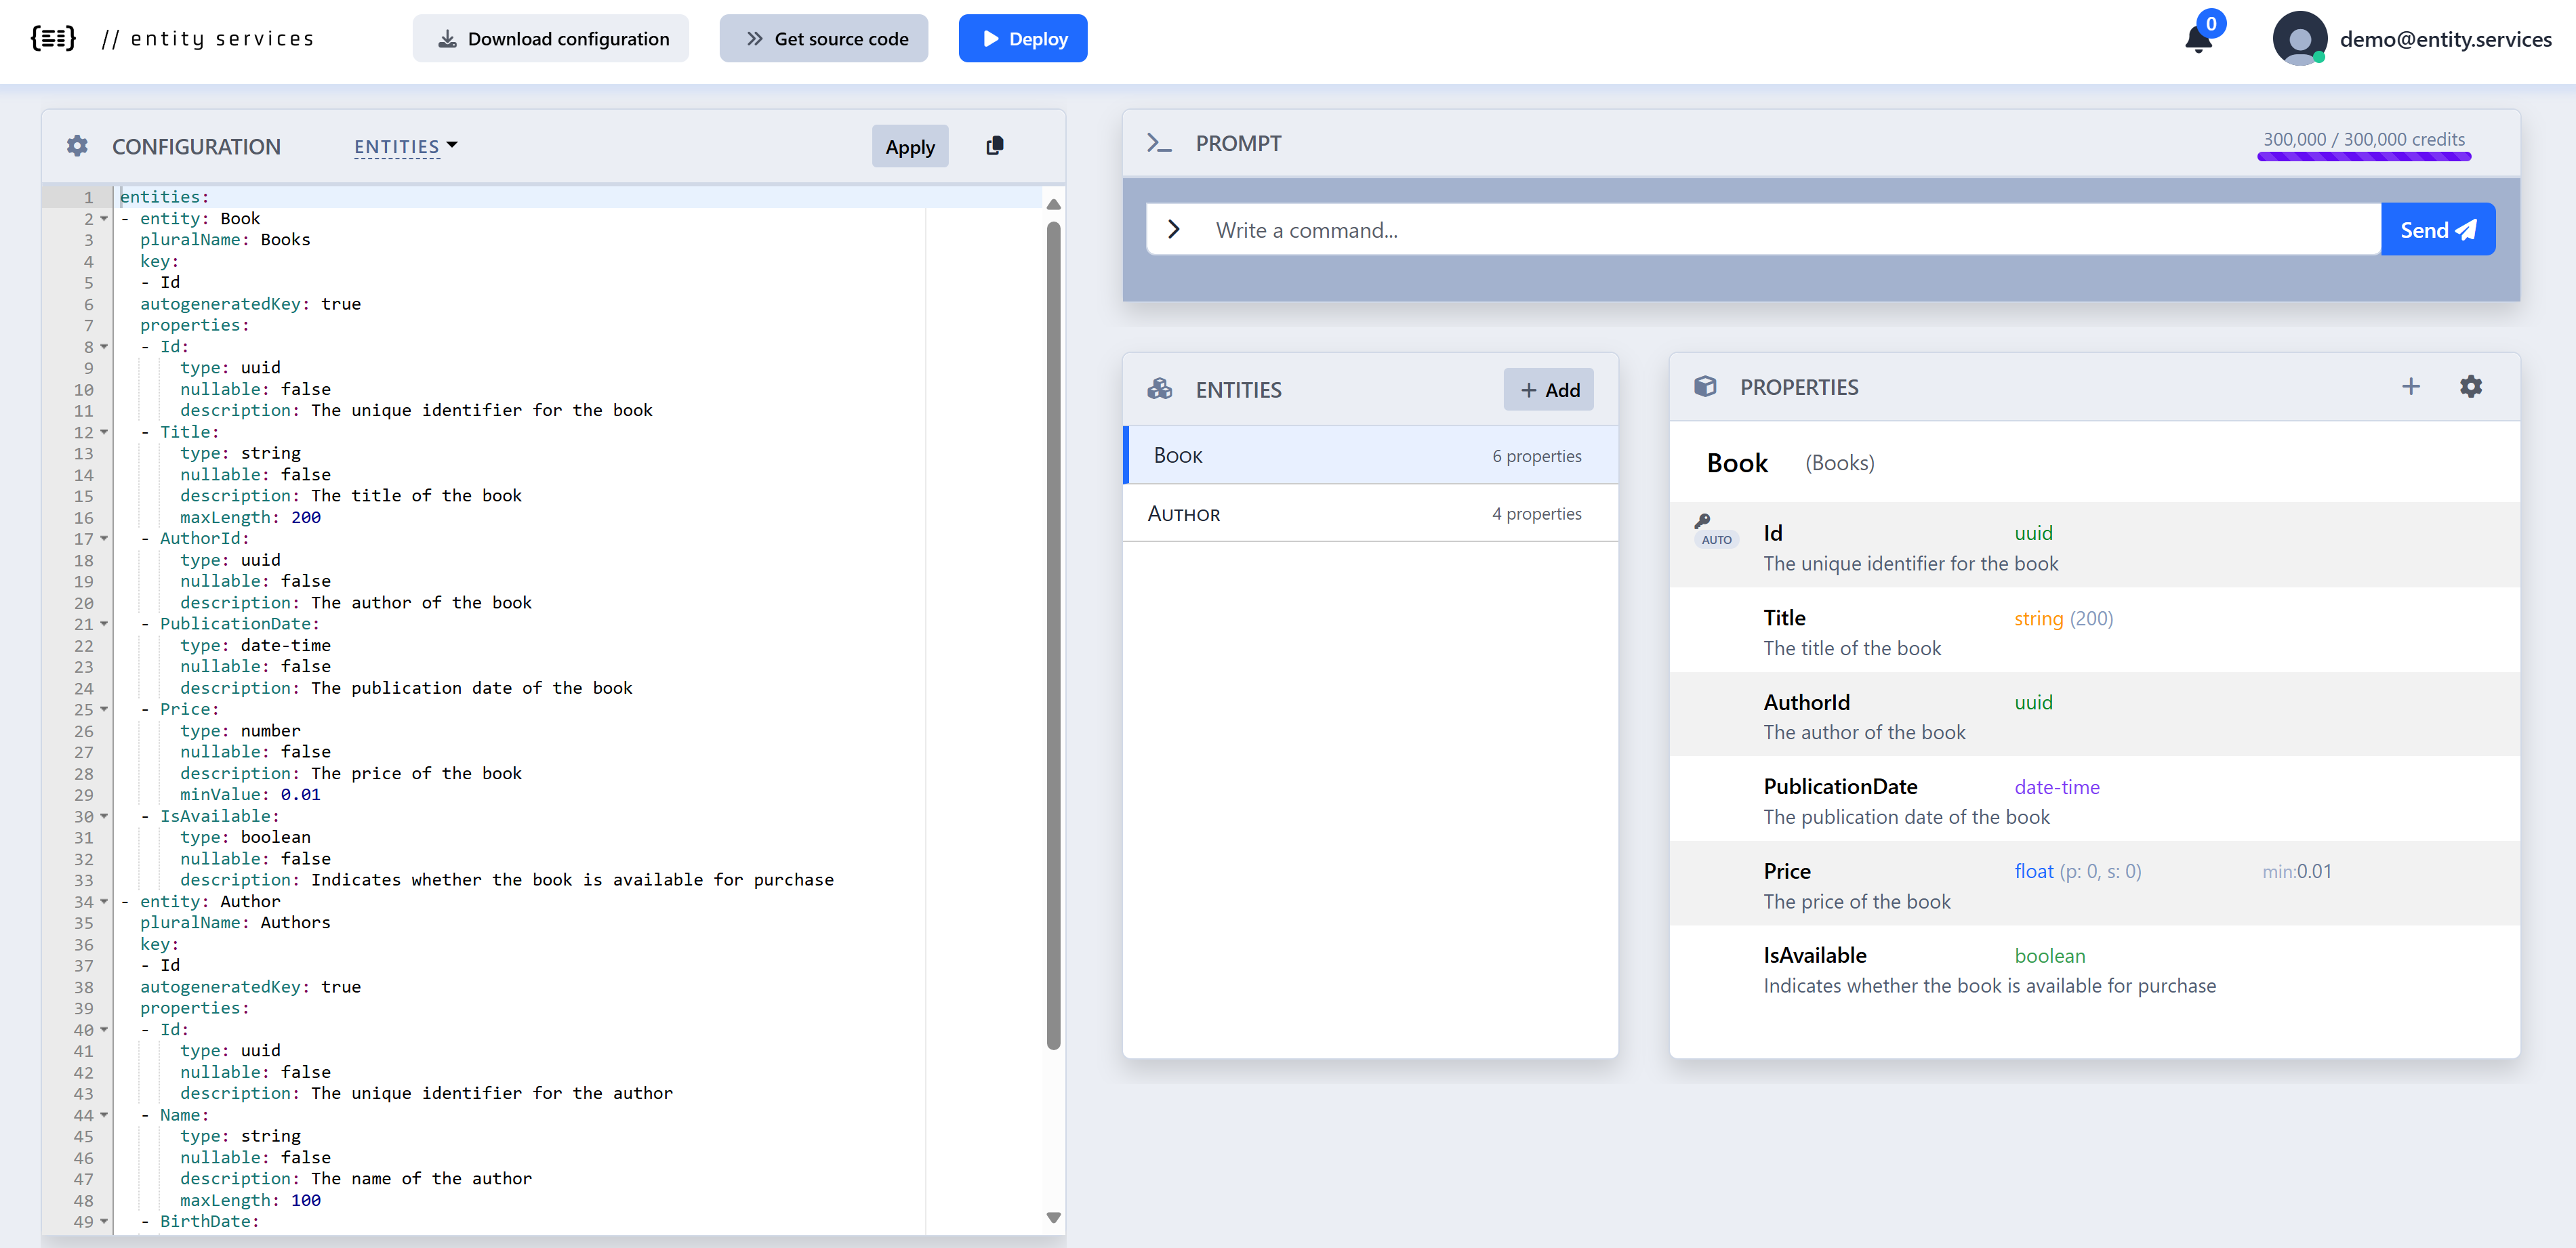 {三三} // entity services
Download configuration
Get source code
Deploy
0
demo@entity.services
CONFIGURATION
ENTITIES
Apply
1 entities:
2 - entity: Book
3 pluralName: Books
4 key:
5 - Id
6 autogeneratedKey: true
7 properties:
8 - Id:
9 type: uuid
10 nullable: false
11 description: The unique identifier for the book
12 - Title:
13 type: string
14 nullable: false
15 description: The title of the book
16 maxLength: 200
17 - AuthorId:
18 type: uuid
19 nullable: false
20 description: The author of the book
21 - PublicationDate:
22 type: date-time
23 nullable: false
24 description: The publication date of the book
25 - Price:
26 type: number
27 nullable: false
28 description: The price of the book
29 minValue: 0.01
30 - IsAvailable:
31 type: boolean
32 nullable: false
33 description: Indicates whether the book is available for purchase
34 - entity: Author
35 pluralName: Authors
36 key:
37 - Id
38 autogeneratedKey: true
39 properties:
40 - Id:
41 type: uuid
42 nullable: false
43 description: The unique identifier for the author
44 - Name:
45 type: string
46 nullable: false
47 description: The name of the author
48 maxLength: 100
49 - BirthDate:
PROMPT
300,000 / 300,000 credits
Write a command...
Send
ENTITIES
+ Add
BOOK 6 properties
AUTHOR 4 properties
PROPERTIES
Book (Books)
AUTO
Id uuid
The unique identifier for the book
Title string (200)
The title of the book
AuthorId uuid
The author of the book
PublicationDate date-time
The publication date of the book
Price float (p: 0, s: 0) min:0.01
The price of the book
IsAvailable boolean
Indicates whether the book is available for purchase